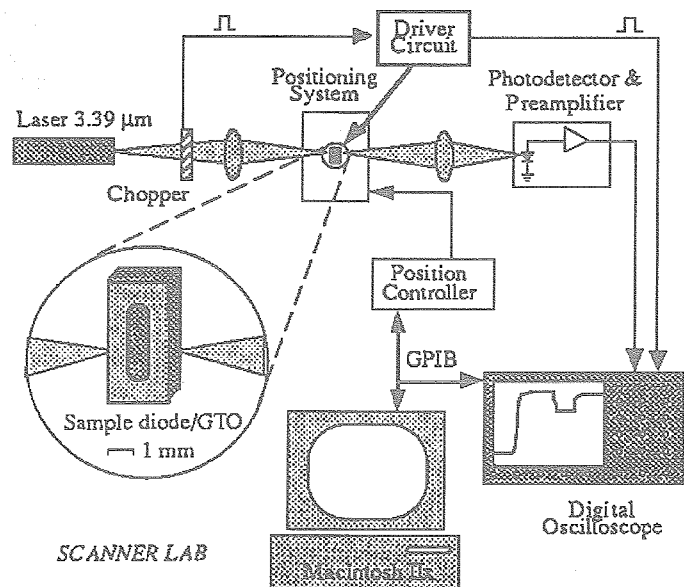 Driver
Circuit
Positioning
System
Photodetector &
Preamplifier
Laser 3.39 µm
Chopper
Position
Controller
GPIB
Sample diode/GTO
1 mm
Digital
Oscilloscope
SCANNER LAB
Macintosh IIx